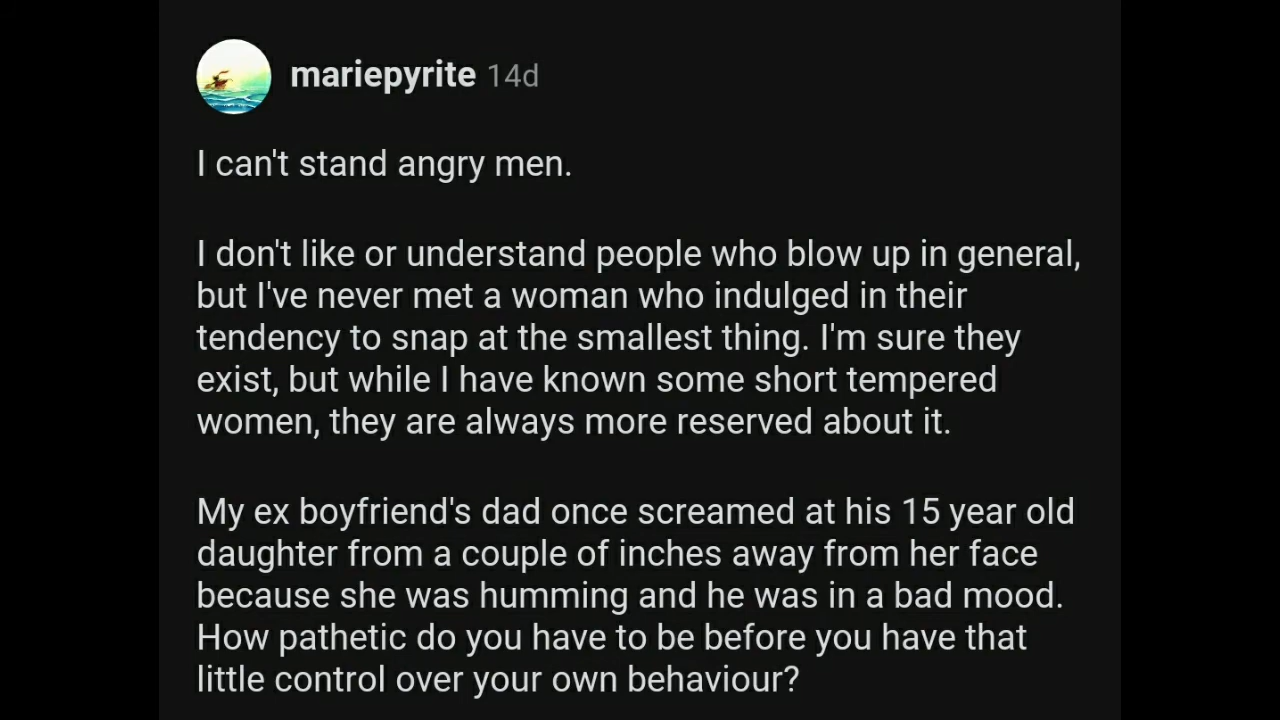 mariepyrite 14d
I can't stand angry men.
I don't like or understand people who blow up in general,
but I've never met a woman who indulged in their
tendency to snap at the smallest thing. I'm sure they
exist, but while I have known some short tempered
women, they are always more reserved about it.
My ex boyfriend's dad once screamed at his 15 year old
daughter from a couple of inches away from her face
because she was humming and he was in a bad mood.
How pathetic do you have to be before you have that
little control over your own behaviour?